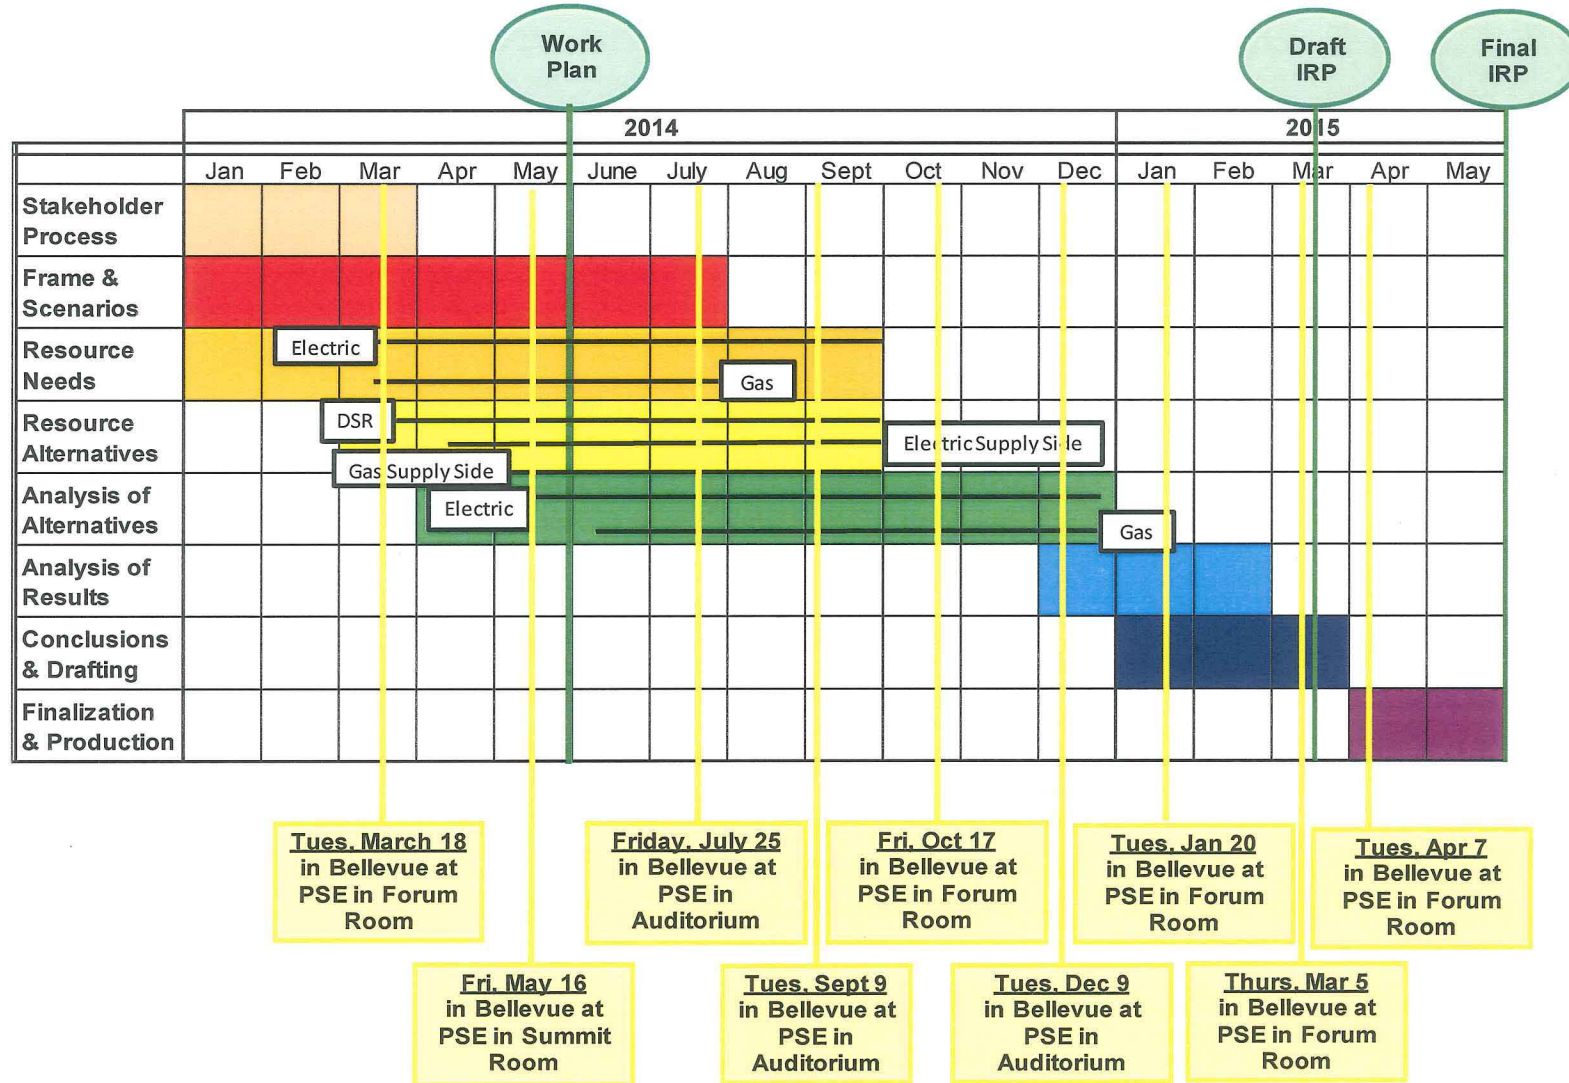 Work
Plan
Draft
IRP
Final
IRP
2014
2015
Jan Feb Mar Apr May June July Aug Sept Oct Nov Dec Jan Feb Mar Apr May
Stakeholder
Process
Frame &
Scenarios
Resource
Needs
Electric
Gas
Resource
Alternatives
DSR
Electric Supply Side
Gas Supply Side
Analysis of
Alternatives
Electric
Gas
Analysis of
Results
Conclusions
& Drafting
Finalization
& Production
Tues, March 18
in Bellevue at
PSE in Forum
Room
Friday, July 25
in Bellevue at
PSE in
Auditorium
Fri, Oct 17
in Bellevue at
PSE in Forum
Room
Tues, Jan 20
in Bellevue at
PSE in Forum
Room
Tues, Apr 7
in Bellevue at
PSE in Forum
Room
Fri, May 16
in Bellevue at
PSE in Summit
Room
Tues, Sept 9
in Bellevue at
PSE in
Auditorium
Tues, Dec 9
in Bellevue at
PSE in
Auditorium
Thurs, Mar 5
in Bellevue at
PSE in Forum
Room